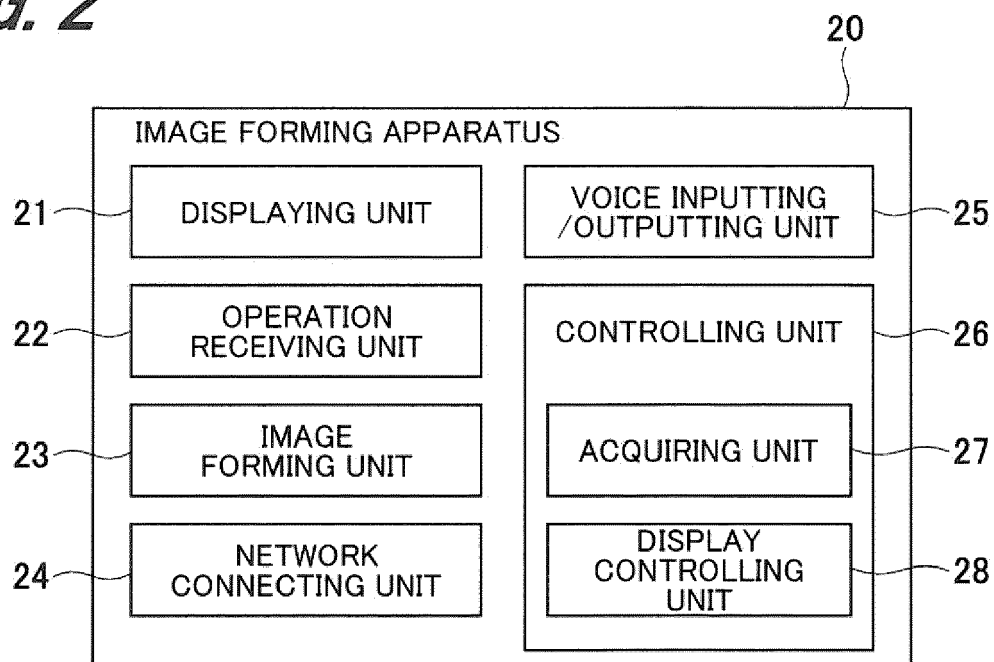 G. 2
20
IMAGE FORMING APPARATUS
21
DISPLAYING UNIT
VOICE INPUTTING
/OUTPUTTING UNIT
25
22
OPERATION
RECEIVING UNIT
CONTROLLING UNIT
26
23
IMAGE
FORMING UNIT
ACQUIRING UNIT
27
24
NETWORK
CONNECTING UNIT
DISPLAY
CONTROLLING
UNIT
28